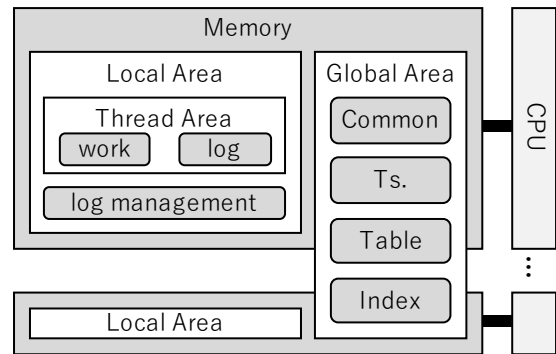 Memory
Local Area
Thread Area
work
log
log management
Global Area
Common
Ts.
Table
Index
CPU
⋮
Local Area